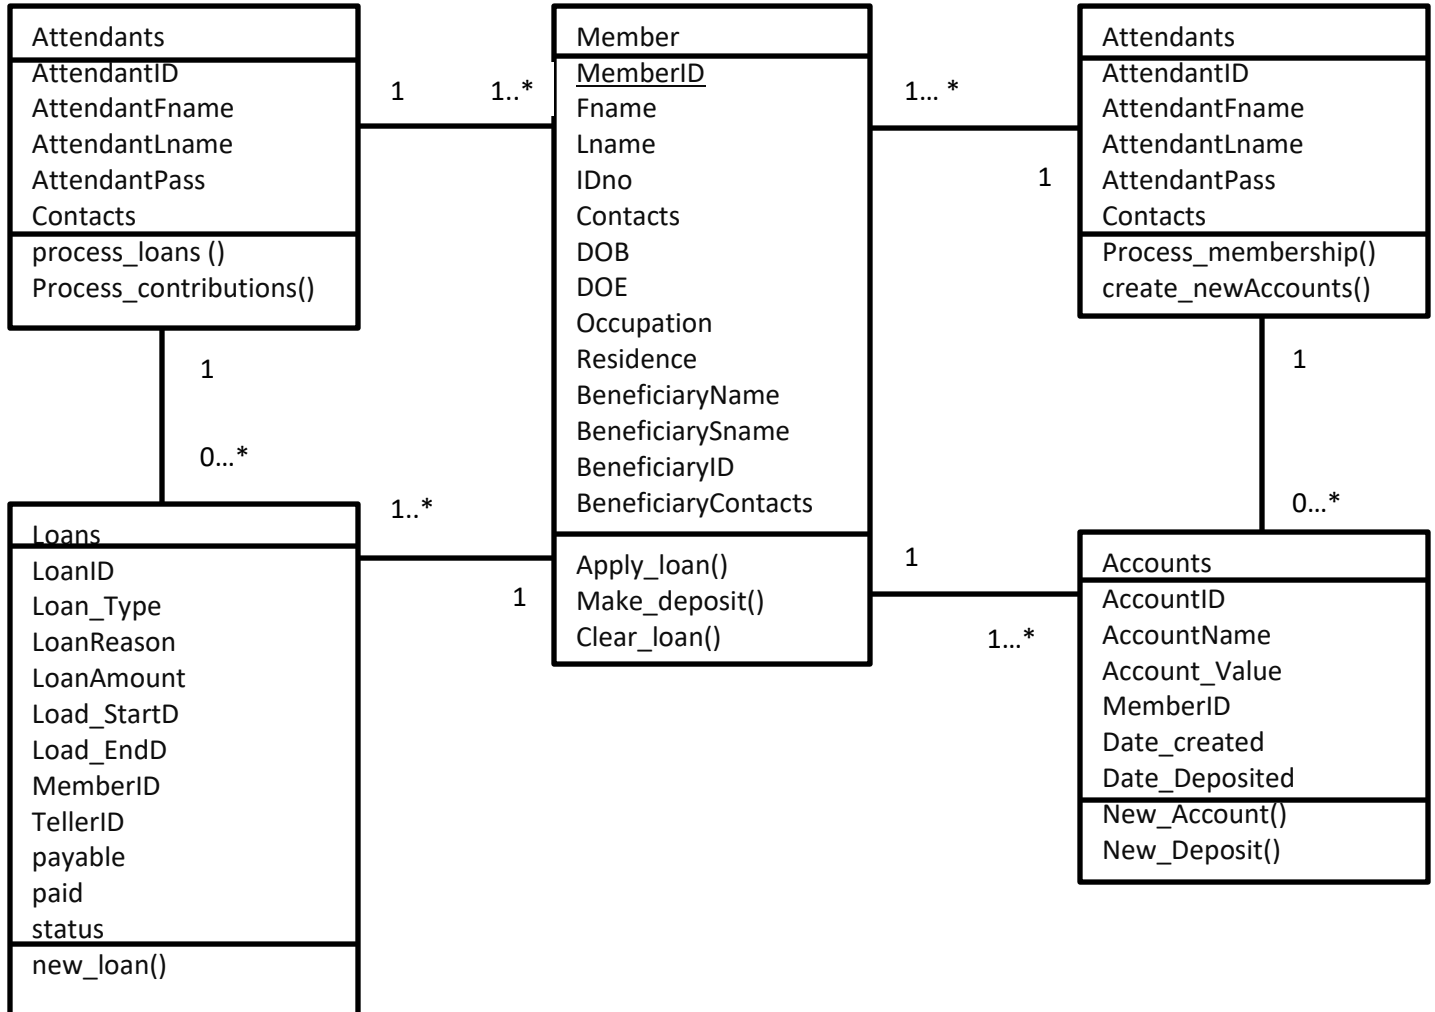 Attendants
AttendantID
AttendantFname
AttendantLname
AttendantPass
Contacts
process_loans ()
Process_contributions()
1
1..*
Member
MemberID
Fname
Lname
IDno
Contacts
DOB
DOE
Occupation
Residence
BeneficiaryName
BeneficiarySname
BeneficiaryID
BeneficiaryContacts
Apply_loan()
Make_deposit()
Clear_loan()
1... *
1
Attendants
AttendantID
AttendantFname
AttendantLname
AttendantPass
Contacts
Process_membership()
create_newAccounts()
1
0...*
1..*
1
Loans
LoanID
Loan_Type
LoanReason
LoanAmount
Load_StartD
Load_EndD
MemberID
TellerID
payable
paid
status
new_loan()
1
0...*
1
1...*
Accounts
AccountID
AccountName
Account_Value
MemberID
Date_created
Date_Deposited
New_Account()
New_Deposit()